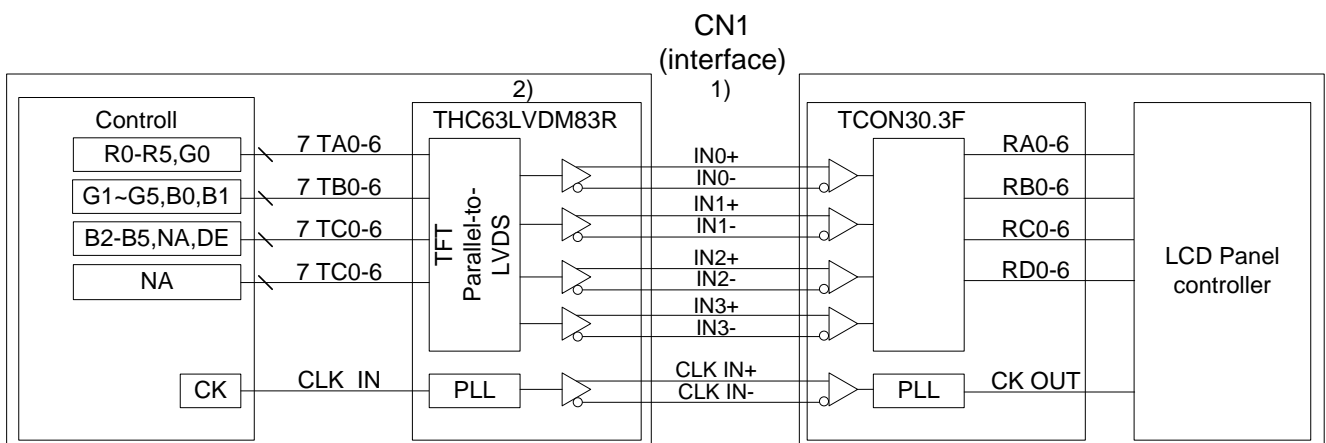 CN1
(interface)
1)
2)
Controll
THC63LVDM83R
TCON30.3F
R0-R5,G0
7 TA0-6
IN0+
IN0-
RA0-6
G1~G5,B0,B1
7 TB0-6
IN1+
IN1-
RB0-6
B2-B5,NA,DE
7 TC0-6
IN2+
IN2-
RC0-6
NA
7 TC0-6
IN3+
IN3-
RD0-6
TFT
Parallel-to-
LVDS
LCD Panel
controller
CK
CLK IN
PLL
CLK IN+
CLK IN-
PLL
CK OUT